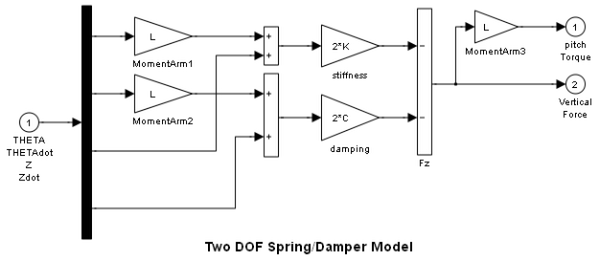 L
MomentArm1
L
MomentArm2
1
THETA
THETAdot
Z
Zdot
+
+
+
+
2*K
stiffness
2*C
damping
-
-
Fz
L
MomentArm3
1
pitch
Torque
2
Vertical
Force
Two DOF Spring/Damper Model